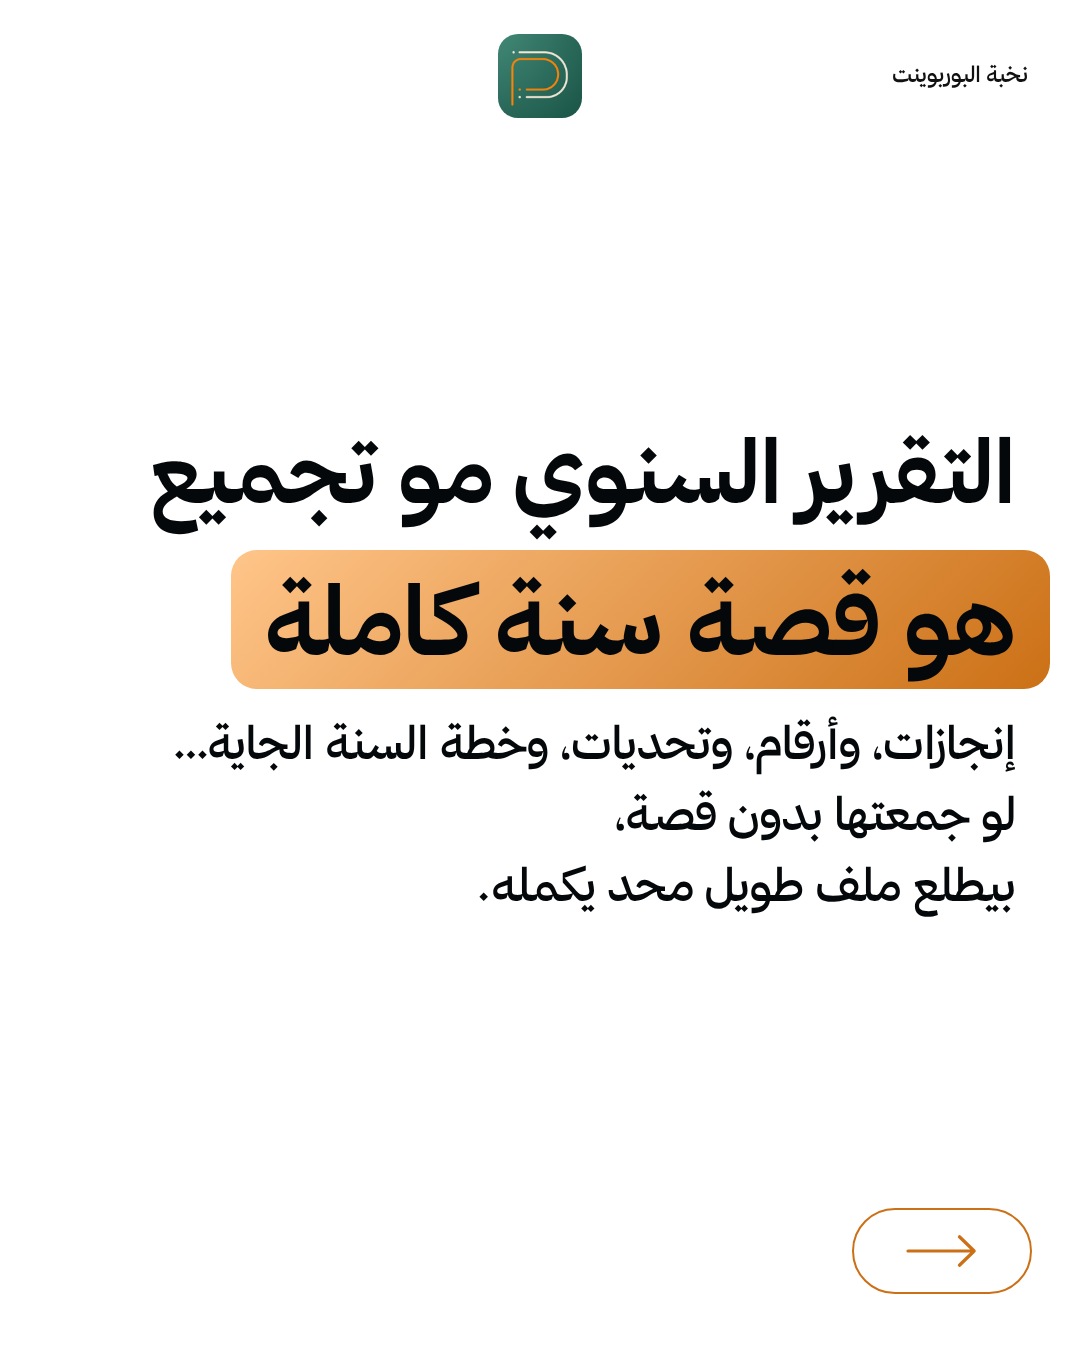 نخبة البوربوينت
التقرير السنوي مو تجميع
هو قصة سنة كاملة
إنجازات، وأرقام، وتحديات، وخطة السنة الجاية...
لو جمعتها بدون قصة،
بيطلع ملف طويل محد يكمله.